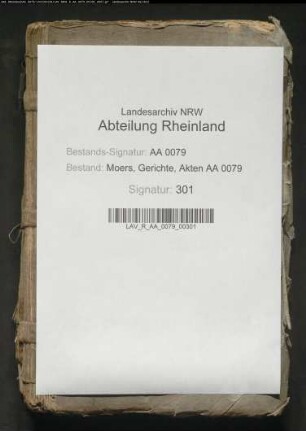 Landesarchiv NRW
Abteilung Rheinland
Bestands-Signatur: AA 0079
Bestand: Moers, Gerichte, Akten AA 0079
Signatur: 301
LAV_R_AA_0079_00301